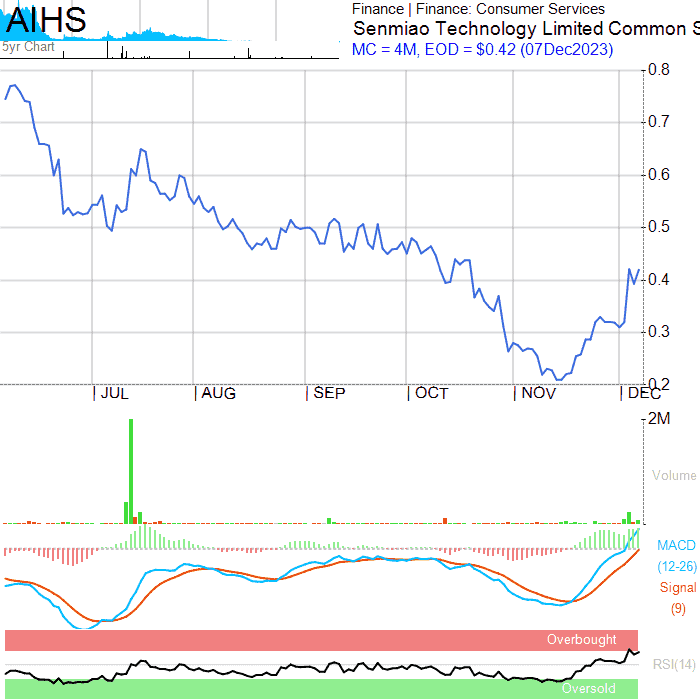 AIHS
5yr Chart
Finance | Finance: Consumer Services
Senmiao Technology Limited Common S
MC = 4M, EOD = $0.42 (07Dec2023)
0.8
0.7
0.6
0.5
0.4
0.3
0.2
JUL AUG SEP OCT NOV DEC
2M
Volume
MACD
(12-26)
Signal
(9)
Overbought
RSI(14)
Oversold